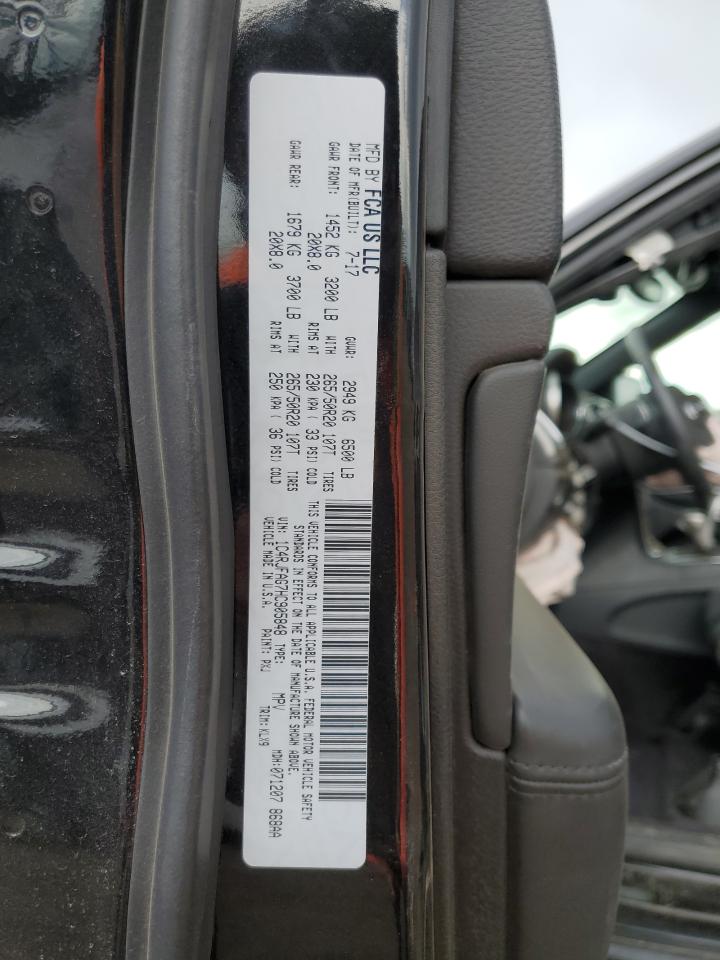 MFD BY FCA US LLC
DATE OF MFR(BUILT): 7-17 GVWR: 2949 KG 6500 LB
GAWR FRONT: 1452 KG 3200 LB WITH 265/50R20 107T TIRES
20X8.0 RIMS AT 230 KPA ( 33 PSI) COLD
GAWR REAR: 1679 KG 3700 LB WITH 265/50R20 107T TIRES
20X8.0 RIMS AT 250 KPA ( 36 PSI) COLD
THIS VEHICLE CONFORMS TO ALL APPLICABLE U.S.A. FEDERAL MOTOR VEHICLE SAFETY
STANDARDS IN EFFECT ON THE DATE OF MANUFACTURE SHOWN ABOVE.
VIN: 1C4RJFAG7HC905848 TYPE: MPV MDH:071207 868AA
VEHICLE MADE IN U.S.A. PAINT: PXJ TRIM:KLX9